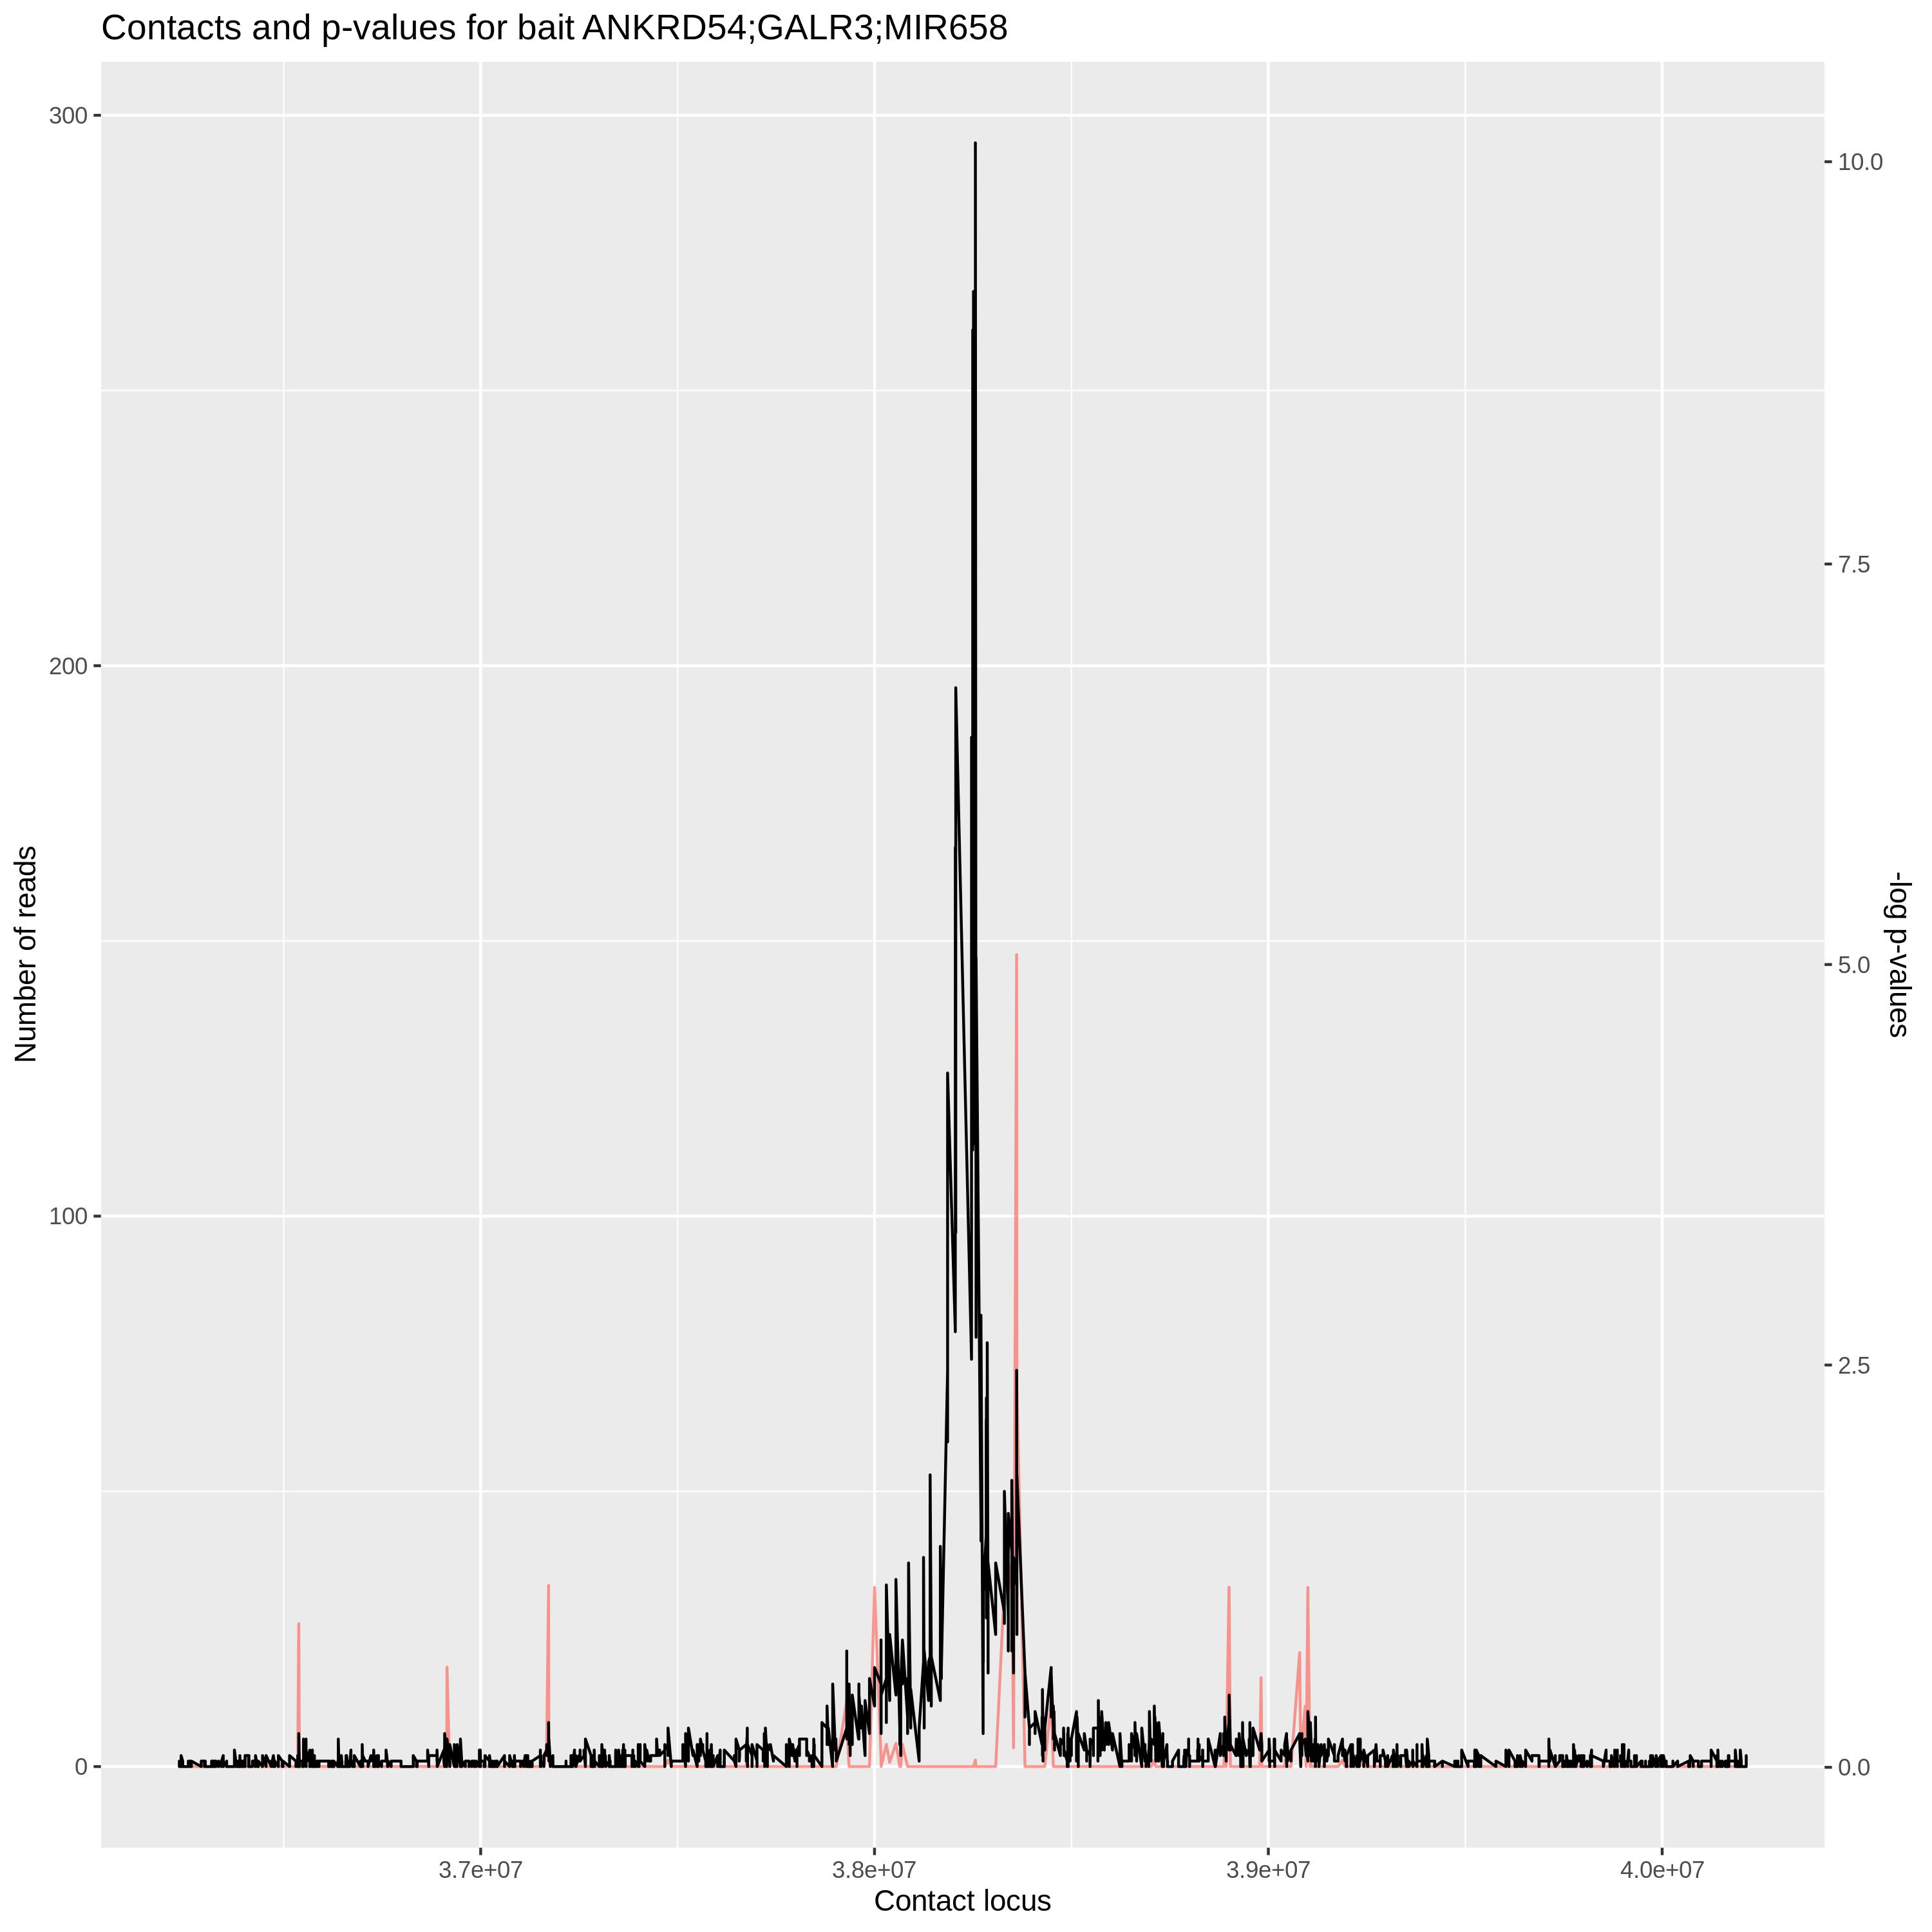 Contacts and p-values for bait ANKRD54;GALR3;MIR658
300
200
100
0
Number of reads
10.0
7.5
5.0
2.5
0.0
-log p-values
3.7e+07
3.8e+07
3.9e+07
4.0e+07
Contact locus